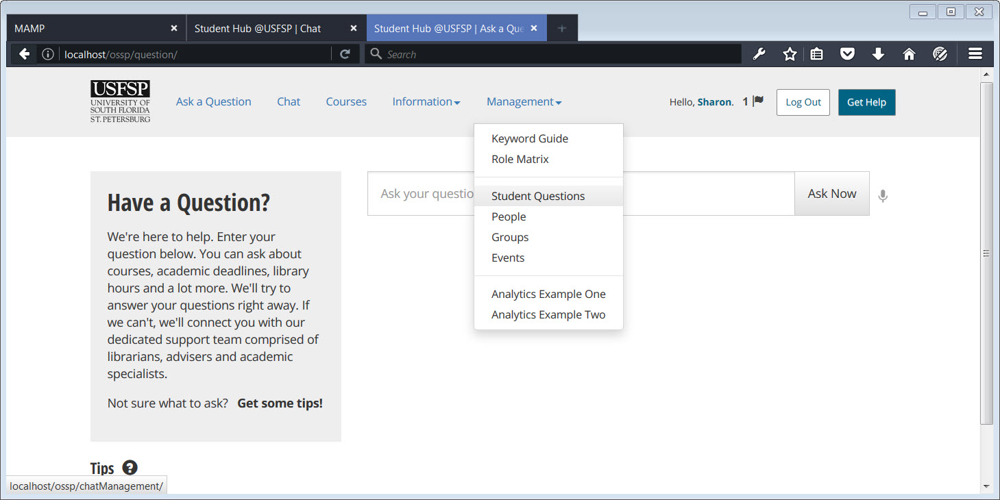 MAMP
Student Hub @USFSP | Chat
Student Hub @USFSP | Ask a Que
localhost/ossp/question/
Search
USFSP
UNIVERSITY OF
SOUTH FLORIDA
ST. PETERSBURG
Ask a Question
Chat
Courses
Information
Management
Hello, Sharon.
1
Log Out
Get Help
Keyword Guide
Role Matrix
Student Questions
People
Groups
Events
Analytics Example One
Analytics Example Two
Have a Question?
We're here to help. Enter your
question below. You can ask about
courses, academic deadlines, library
hours and a lot more. We'll try to
answer your questions right away. If
we can't, we'll connect you with our
dedicated support team comprised of
librarians, advisers and academic
specialists.
Not sure what to ask? Get some tips!
Ask your questio
Ask Now
Tips ?
localhost/ossp/chatManagement/